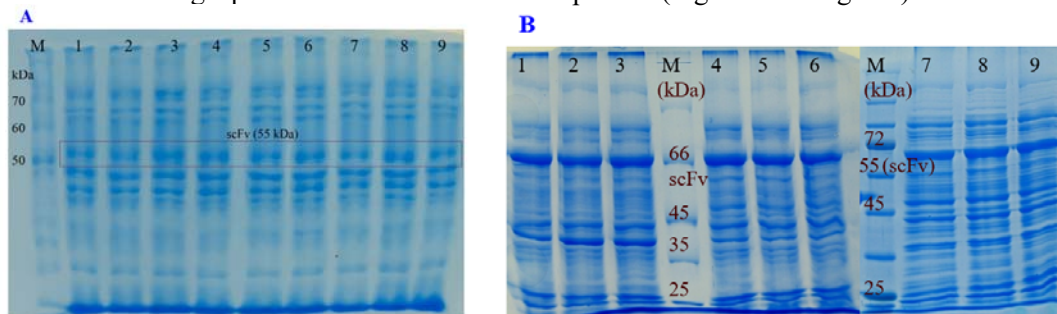 A
M 1 2 3 4 5 6 7 8 9
kDa
70
60
scFv (55 kDa)
50
B
1 2 3 M 4 5 6 M 7 8 9
(kDa) (kDa)
72
66 55 (scFv)
scFv
45 45
35
25 25